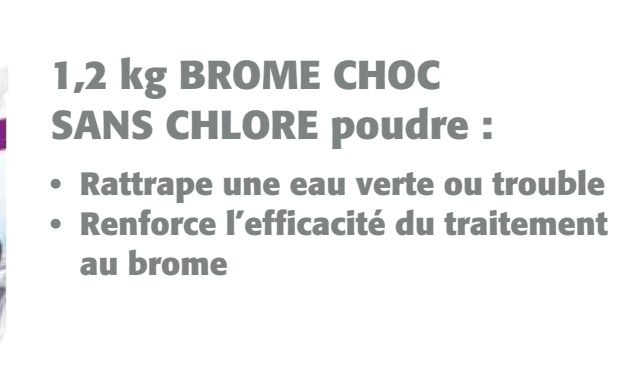 1,2 kg BROME CHOC
SANS CHLORE poudre :
• Rattrape une eau verte ou trouble
• Renforce l'efficacité du traitement
au brome